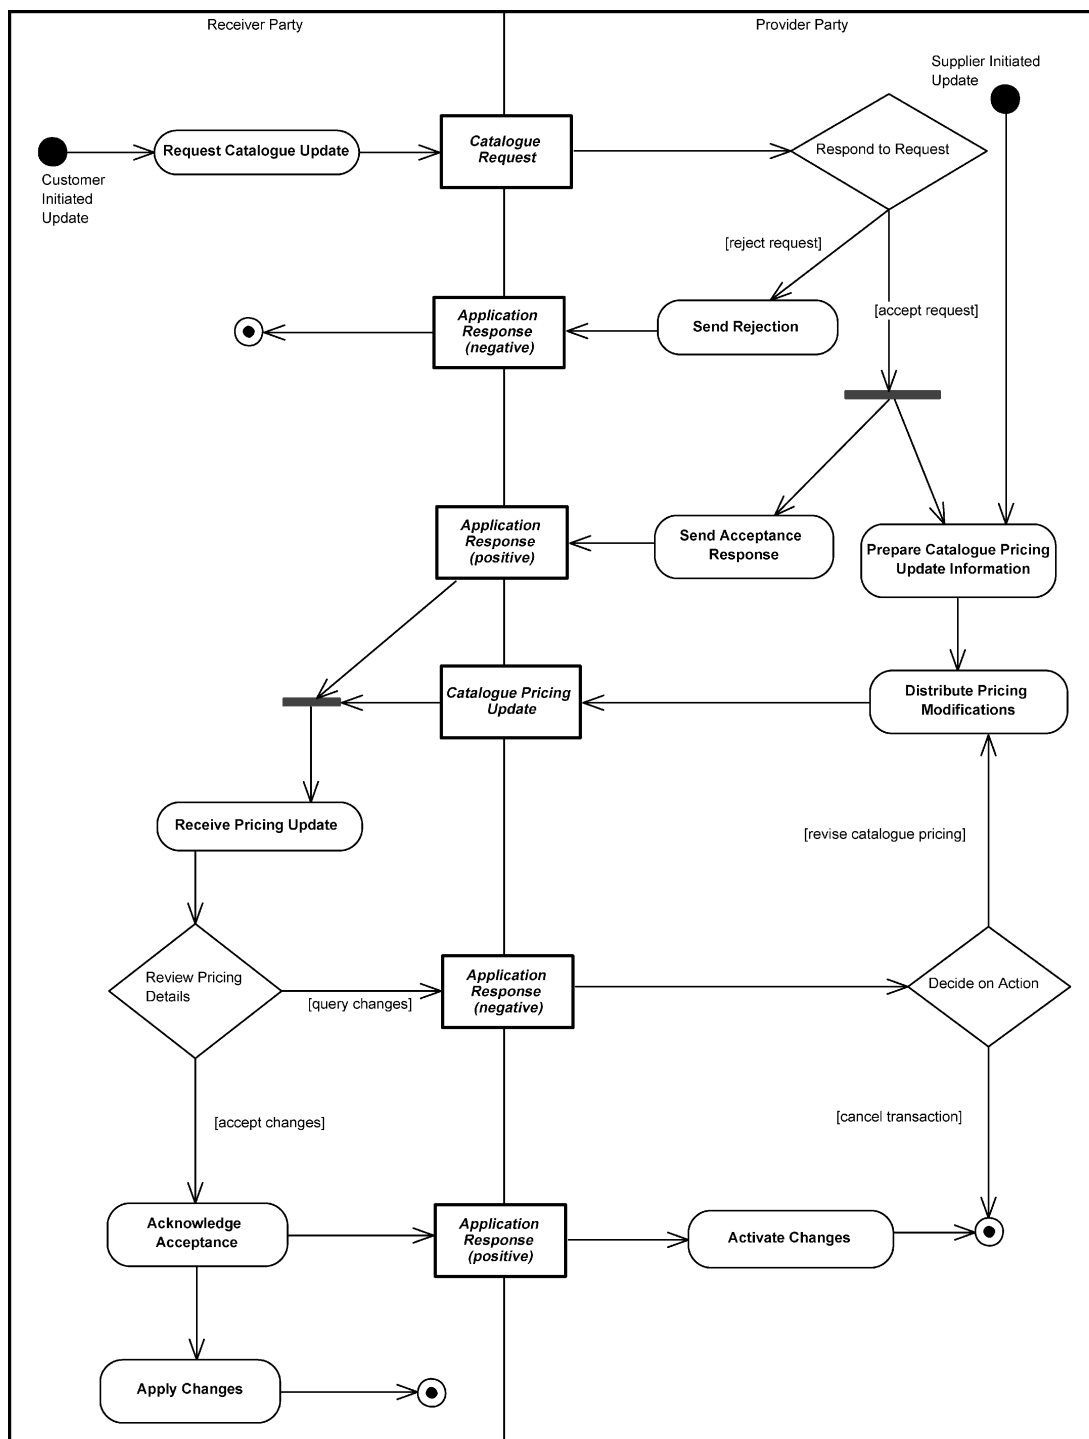 Receiver Party
Provider Party
Supplier Initiated
Update
Request Catalogue Update
Catalogue
Request
Respond to Request
Customer
Initiated
Update
[reject request]
[accept request]
Application
Response
(negative)
Send Rejection
Application
Response
(positive)
Send Acceptance
Response
Prepare Catalogue Pricing
Update Information
Catalogue Pricing
Update
Distribute Pricing
Modifications
Receive Pricing Update
[revise catalogue pricing]
Review Pricing
Details
[query changes]
Application
Response
(negative)
Decide on Action
[accept changes]
[cancel transaction]
Acknowledge
Acceptance
Application
Response
(positive)
Activate Changes
Apply Changes